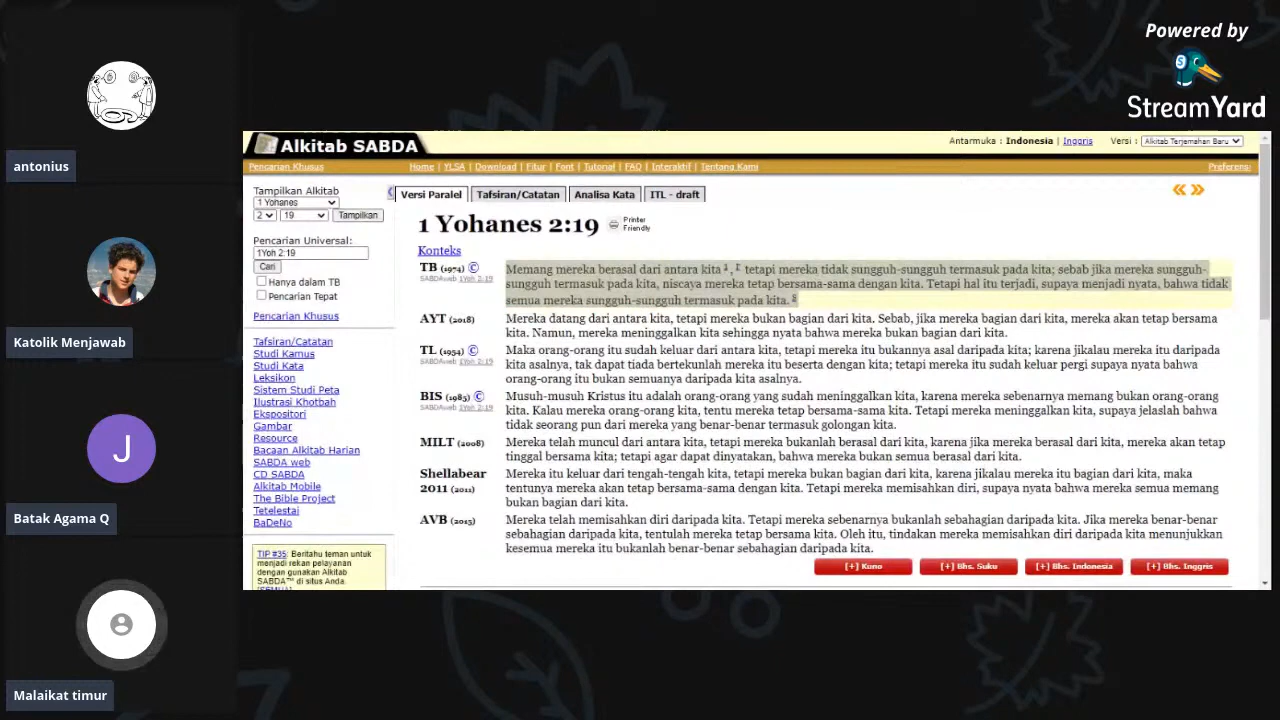 Powered by
StreamYard
antonius
Katolik Menjawab
J
Batak Agama Q
Malaikat timur
Alkitab SABDA
Antarmuka : Indonesia | Inggris Versi : Alkitab Terjemahan Baru
Pencarian Khusus
Home | YLSA | Download | Fitur | Font | Tutorial | FAQ | Interaktif | Tentang Kami
Preferensi
Tampilkan Alkitab
1 Yohanes
2 19 Tampilkan
Pencarian Universal:
1Yoh 2:19
Cari
Hanya dalam TB
Pencarian Tepat
Pencarian Khusus
Tafsiran/Catatan
Studi Kamus
Studi Kata
Leksikon
Sistem Studi Peta
Ilustrasi Khotbah
Ekspositori
Gambar
Resource
Bacaan Alkitab Harian
SABDA web
CD SABDA
Alkitab Mobile
The Bible Project
Tetelestai
BaDeNo
TIP #35: Beritahu teman untuk
menjadi rekan pelayanan
dengan gunakan Alkitab
SABDA™ di situs Anda.
Versi Paralel Tafsiran/Catatan Analisa Kata ITL - draft
1 Yohanes 2:19 Printer
Friendly
Konteks
TB (1974) ©
SABDAweb 1Yoh 2:19
Memang mereka berasal dari antara kita 1 , r tetapi mereka tidak sungguh-sungguh termasuk pada kita; sebab jika mereka sungguh-
sungguh termasuk pada kita, niscaya mereka tetap bersama-sama dengan kita. Tetapi hal itu terjadi, supaya menjadi nyata, bahwa tidak
semua mereka sungguh-sungguh termasuk pada kita. s
AYT (2018) Mereka datang dari antara kita, tetapi mereka bukan bagian dari kita. Sebab, jika mereka bagian dari kita, mereka akan tetap bersama
kita. Namun, mereka meninggalkan kita sehingga nyata bahwa mereka bukan bagian dari kita.
TL (1954) ©
SABDAweb 1Yoh 2:19
Maka orang-orang itu sudah keluar dari antara kita, tetapi mereka itu bukannya asal daripada kita; karena jikalau mereka itu daripada
kita asalnya, tak dapat tiada bertekunlah mereka itu beserta dengan kita; tetapi mereka itu sudah keluar pergi supaya nyata bahwa
orang-orang itu bukan semuanya daripada kita asalnya.
BIS (1985) ©
SABDAweb 1Yoh 2:19
Musuh-musuh Kristus itu adalah orang-orang yang sudah meninggalkan kita, karena mereka sebenarnya memang bukan orang-orang
kita. Kalau mereka orang-orang kita, tentu mereka tetap bersama-sama kita. Tetapi mereka meninggalkan kita, supaya jelaslah bahwa
tidak seorang pun dari mereka yang benar-benar termasuk golongan kita.
MILT (2008) Mereka telah muncul dari antara kita, tetapi mereka bukanlah berasal dari kita, karena jika mereka berasal dari kita, mereka akan tetap
tinggal bersama kita; tetapi agar dapat dinyatakan, bahwa mereka bukan semua berasal dari kita.
Shellabear
2011 (2011)
Mereka itu keluar dari tengah-tengah kita, tetapi mereka bukan bagian dari kita, karena jikalau mereka itu bagian dari kita, maka
tentunya mereka akan tetap bersama-sama dengan kita. Tetapi mereka memisahkan diri, supaya nyata bahwa mereka semua memang
bukan bagian dari kita.
AVB (2015) Mereka telah memisahkan diri daripada kita. Tetapi mereka sebenarnya bukanlah sebahagian daripada kita. Jika mereka benar-benar
sebahagian daripada kita, tentulah mereka tetap bersama kita. Oleh itu, tindakan mereka memisahkan diri daripada kita menunjukkan
kesemua mereka itu bukanlah benar-benar sebahagian daripada kita.
[+] Kuno [+] Bhs. Suku [+] Bhs. Indonesia [+] Bhs. Inggris